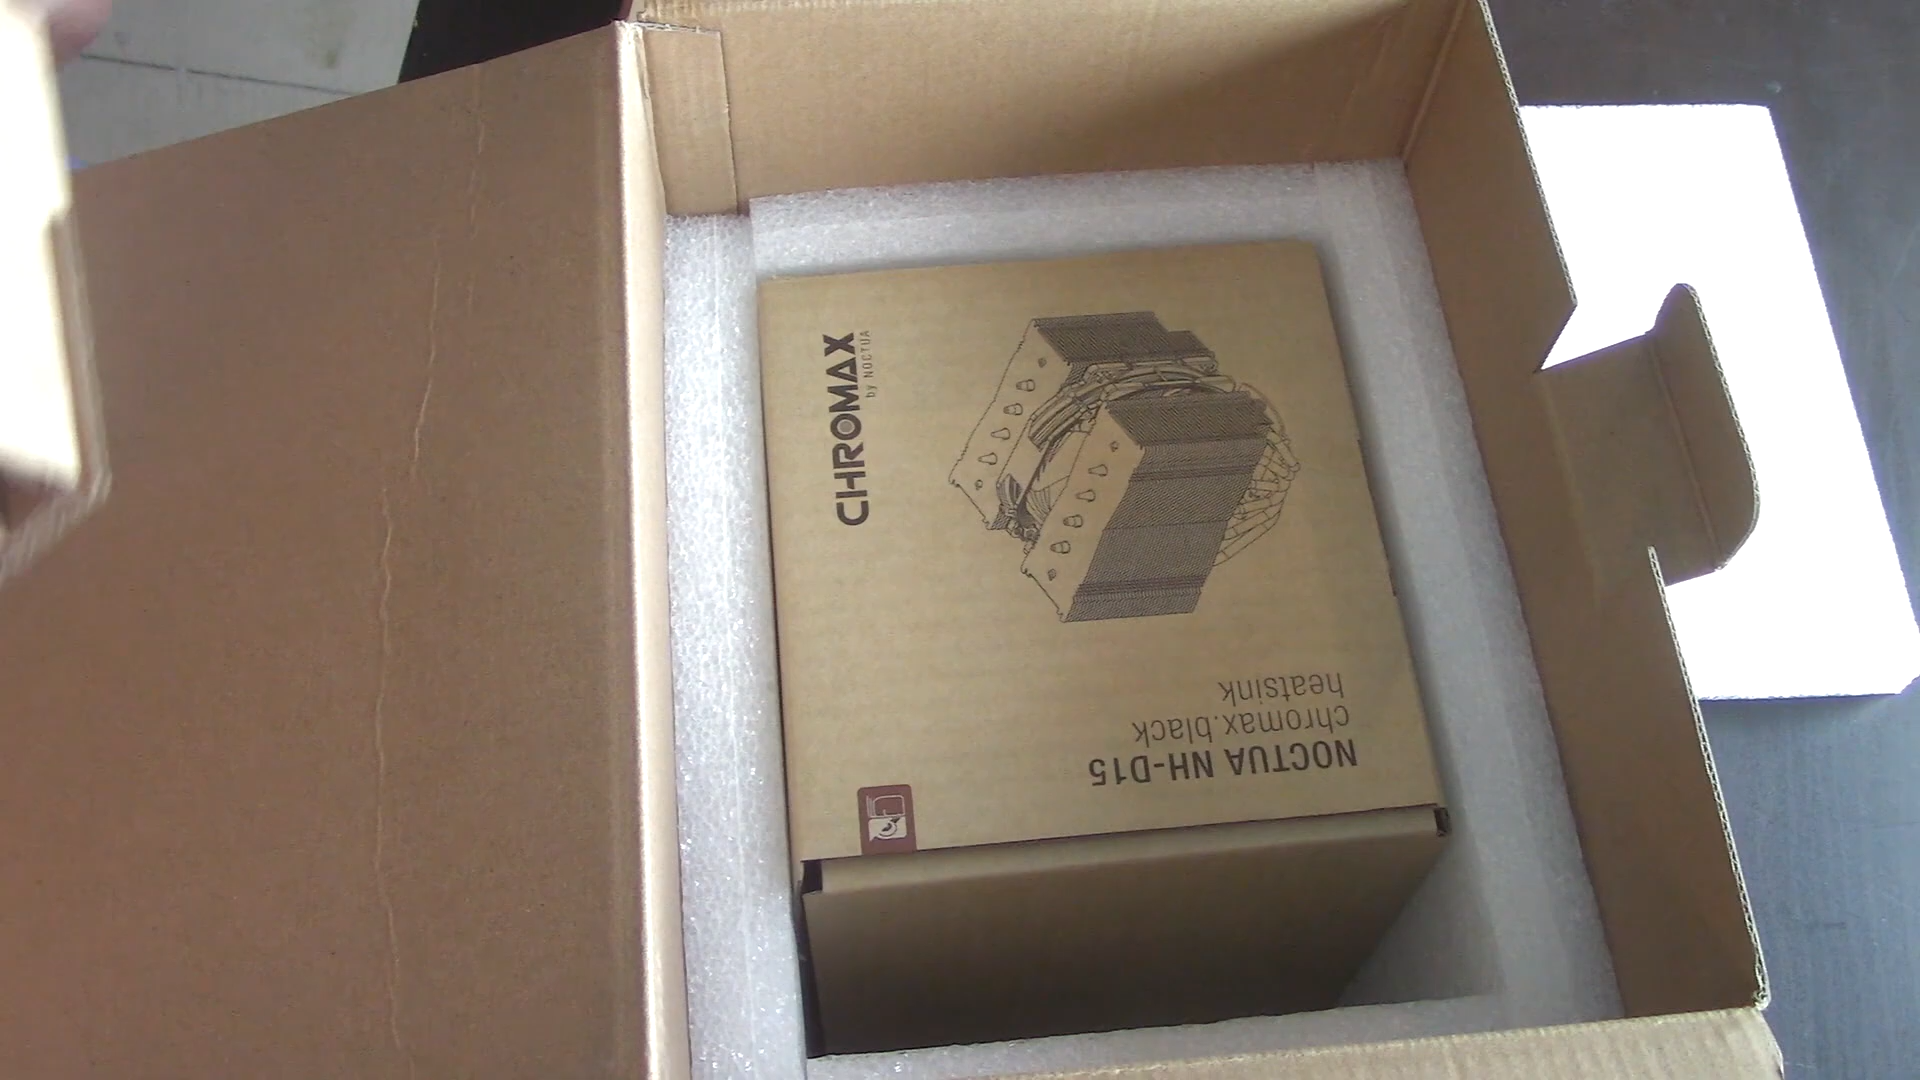 CHROMAX
by NOCTUA
NOCTUA NH-D15
chromax.black
heatsink